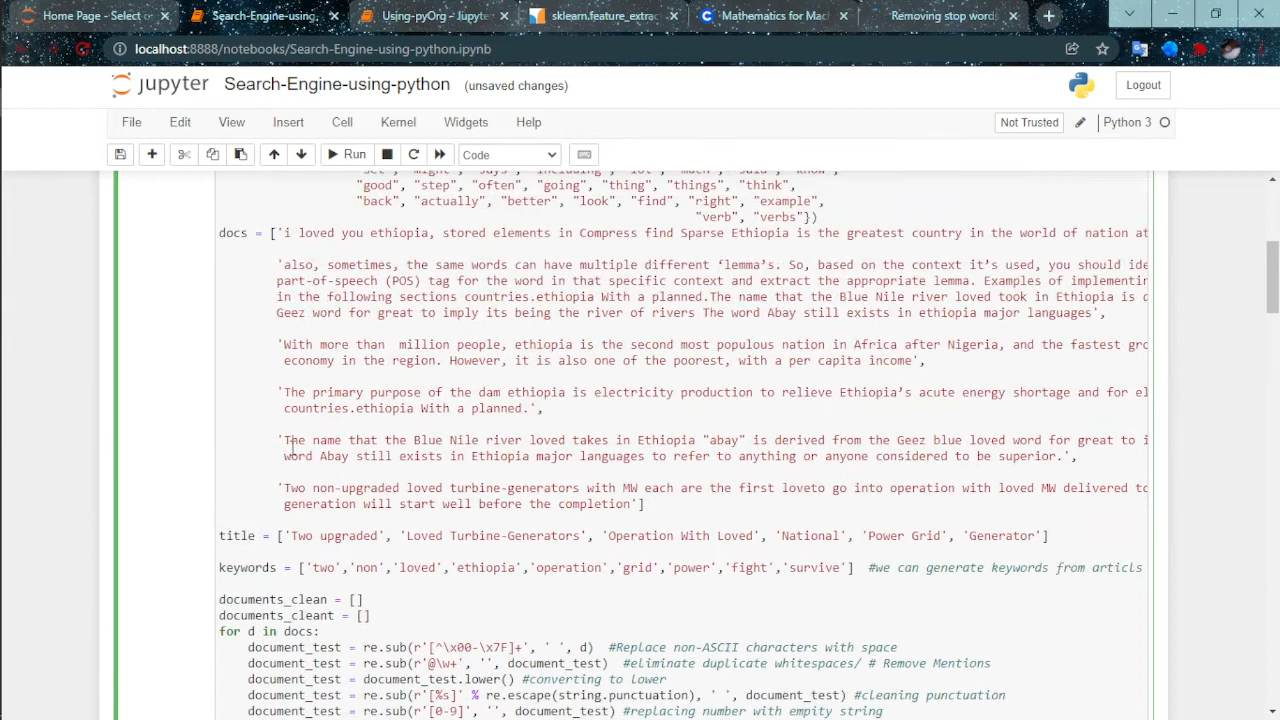 Home Page - Select o
Search-Engine-using-
Using-pyOrg - Jupyter
sklearn.feature_extrac
Mathematics for Mac
Removing stop words
localhost:8888/notebooks/Search-Engine-using-python.ipynb
jupyter Search-Engine-using-python (unsaved changes)
Logout
File Edit View Insert Cell Kernel Widgets Help
Not Trusted Python 3
Run Code
"set", "might", "says", "including", "lot", "much", "said", "know",
"good", "step", "often", "going", "thing", "things", "think",
"back", "actually", "better", "look", "find", "right", "example",
"verb", "verbs"})
docs = ['i loved you ethiopia, stored elements in Compress find Sparse Ethiopia is the greatest country in the world of nation at
'also, sometimes, the same words can have multiple different ‘lemma’s. So, based on the context it’s used, you should ide
part-of-speech (POS) tag for the word in that specific context and extract the appropriate lemma. Examples of implementin
in the following sections countries.ethiopia With a planned.The name that the Blue Nile river loved took in Ethiopia is d
Geez word for great to imply its being the river of rivers The word Abay still exists in ethiopia major languages',
'With more than  million people, ethiopia is the second most populous nation in Africa after Nigeria, and the fastest gro
economy in the region. However, it is also one of the poorest, with a per capita income',
'The primary purpose of the dam ethiopia is electricity production to relieve Ethiopia’s acute energy shortage and for el
countries.ethiopia With a planned.',
'The name that the Blue Nile river loved takes in Ethiopia "abay" is derived from the Geez blue loved word for great to i
word Abay still exists in Ethiopia major languages to refer to anything or anyone considered to be superior.',
'Two non-upgraded loved turbine-generators with MW each are the first loveto go into operation with loved MW delivered to
generation will start well before the completion']
title = ['Two upgraded', 'Loved Turbine-Generators', 'Operation With Loved', 'National', 'Power Grid', 'Generator']
keywords = ['two','non','loved','ethiopia','operation','grid','power','fight','survive']  #we can generate keywords from articls
documents_clean = []
documents_cleant = []
for d in docs:
document_test = re.sub(r'[^\x00-\x7F]+', ' ', d)  #Replace non-ASCII characters with space
document_test = re.sub(r'@\w+', '', document_test)  #eliminate duplicate whitespaces/ # Remove Mentions
document_test = document_test.lower() #converting to lower
document_test = re.sub(r'[%s]' % re.escape(string.punctuation), ' ', document_test) #cleaning punctuation
document_test = re.sub(r'[0-9]', '', document_test) #replacing number with empity string